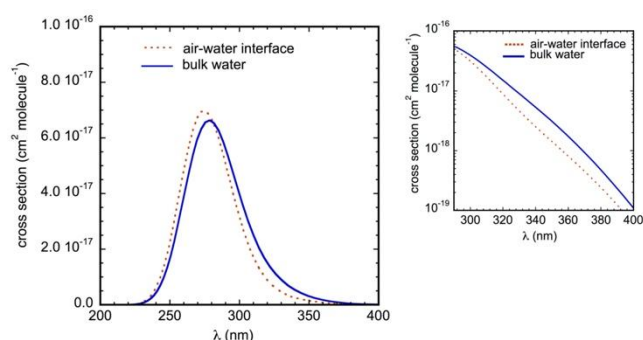 1.0 10⁻¹⁶
8.0 10⁻¹⁷
6.0 10⁻¹⁷
4.0 10⁻¹⁷
2.0 10⁻¹⁷
0.0
cross section (cm² molecule⁻¹)
air-water interface
bulk water
200 250 300 350 400
λ (nm)
10⁻¹⁶
10⁻¹⁷
10⁻¹⁸
10⁻¹⁹
cross section (cm² molecule⁻¹)
air-water interface
bulk water
300 320 340 360 380 400
λ (nm)